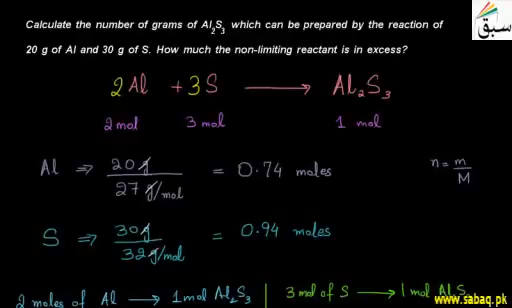 Calculate the number of grams of Al₂S₃ which can be prepared by the reaction of
سبق
20 g of Al and 30 g of S. How much the non-limiting reactant is in excess?
2Al + 3S ⟶ Al₂S₃
2 mol 3 mol 1 mol
Al ⇒ 20 g / 27 g/mol = 0.74 moles n = m/M
S ⇒ 30 g / 32 g/mol = 0.94 moles
2 moles of Al ⟶ 1 mol Al₂S₃ | 3 mol of S ⟶ 1 mol Al S
www.sabaq.pk